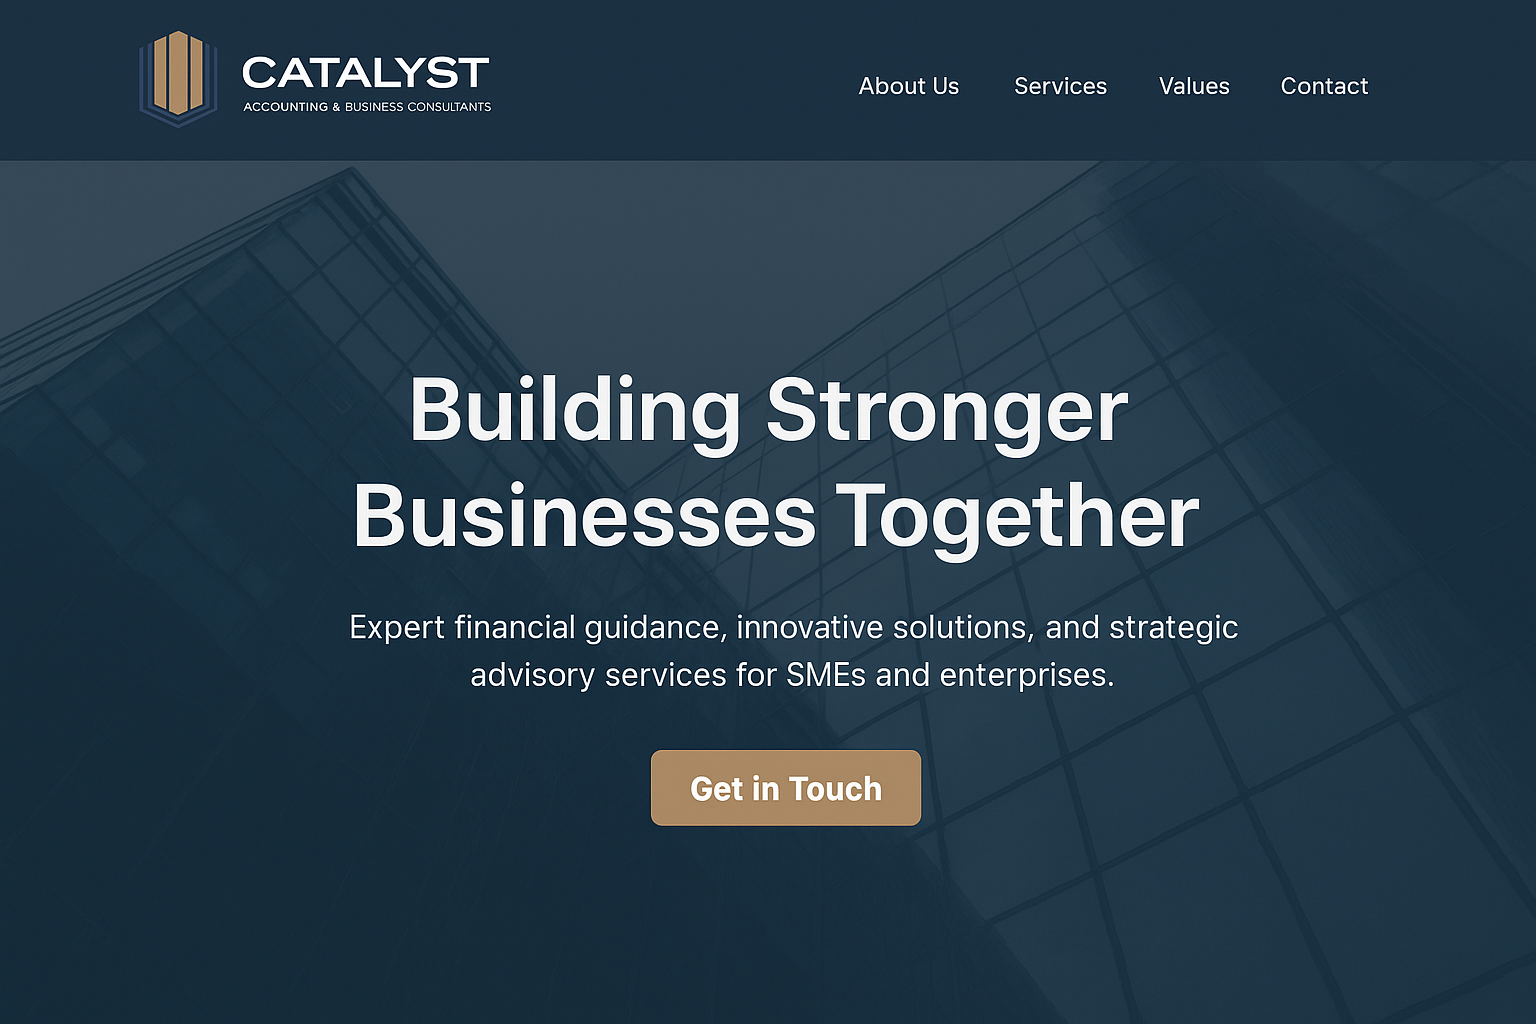 CATALYST
ACCOUNTING & BUSINESS CONSULTANTS
About Us Services Values Contact
Building Stronger
Businesses Together
Expert financial guidance, innovative solutions, and strategic
advisory services for SMEs and enterprises.
Get in Touch